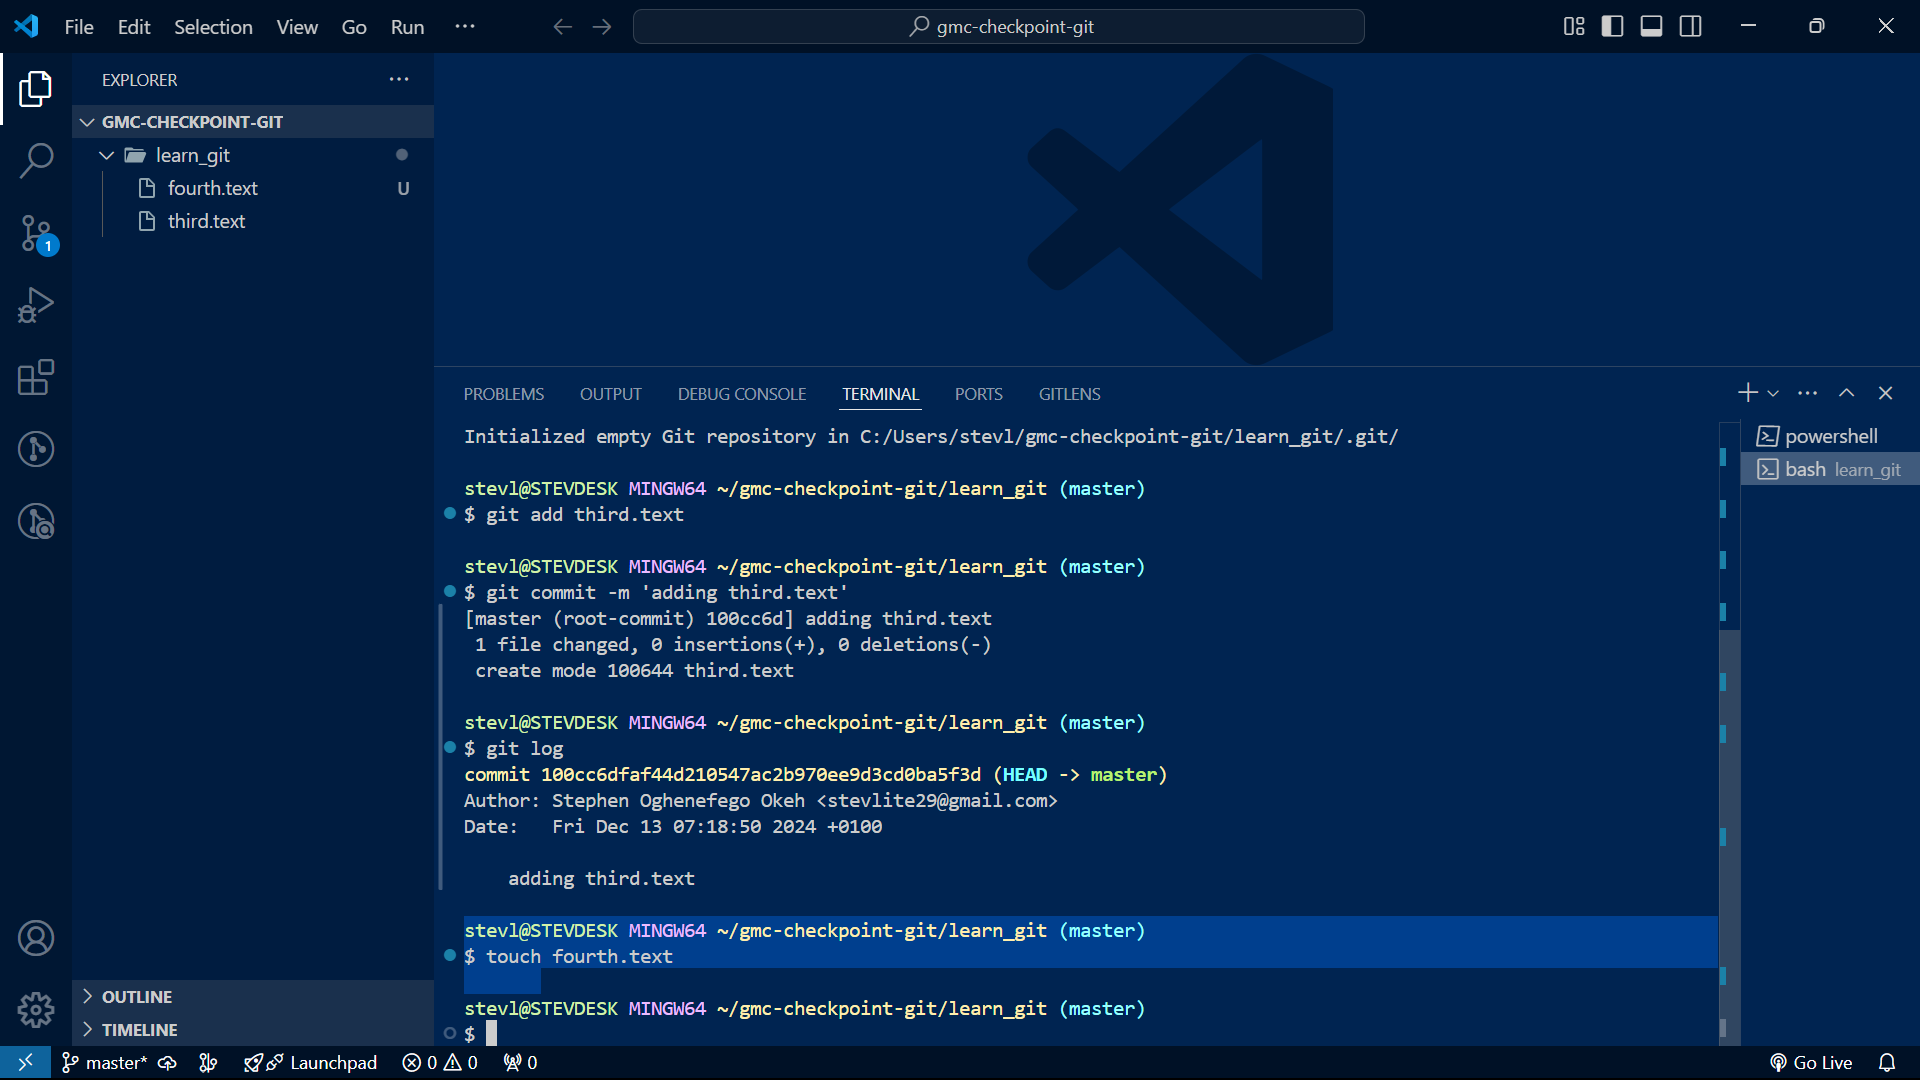 File Edit Selection View Go Run ···
gmc-checkpoint-git
EXPLORER ···
GMC-CHECKPOINT-GIT
learn_git
fourth.text U
third.text
1
PROBLEMS OUTPUT DEBUG CONSOLE TERMINAL PORTS GITLENS
Initialized empty Git repository in C:/Users/stevl/gmc-checkpoint-git/learn_git/.git/
stevl@STEVDESK MINGW64 ~/gmc-checkpoint-git/learn_git (master)
$ git add third.text
stevl@STEVDESK MINGW64 ~/gmc-checkpoint-git/learn_git (master)
$ git commit -m 'adding third.text'
[master (root-commit) 100cc6d] adding third.text
1 file changed, 0 insertions(+), 0 deletions(-)
create mode 100644 third.text
stevl@STEVDESK MINGW64 ~/gmc-checkpoint-git/learn_git (master)
$ git log
commit 100cc6dfaf44d210547ac2b970ee9d3cd0ba5f3d (HEAD -> master)
Author: Stephen Oghenefego Okeh <stevlite29@gmail.com>
Date: Fri Dec 13 07:18:50 2024 +0100
adding third.text
stevl@STEVDESK MINGW64 ~/gmc-checkpoint-git/learn_git (master)
$ touch fourth.text
stevl@STEVDESK MINGW64 ~/gmc-checkpoint-git/learn_git (master)
$
powershell
bash learn_git
OUTLINE
TIMELINE
master* Launchpad 0 0 0 Go Live